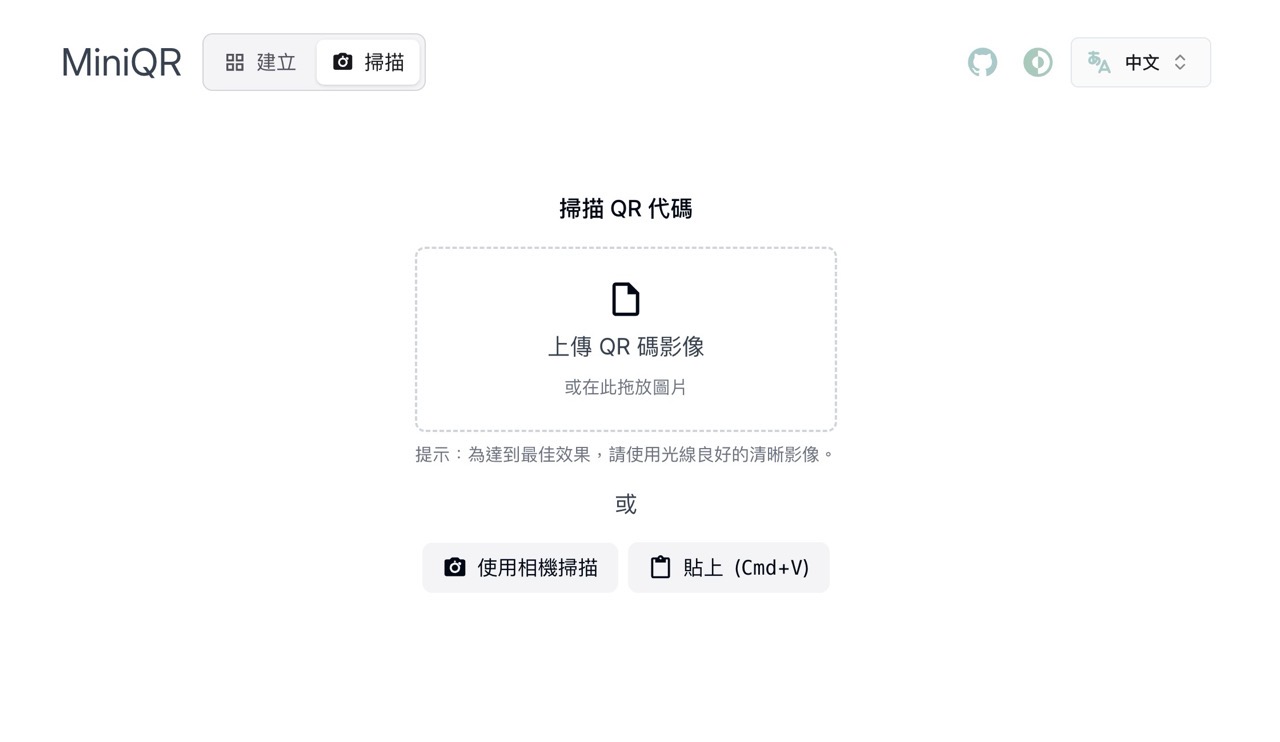 MiniQR
建立
掃描
中文
掃描 QR 代碼
上傳 QR 碼影像
或在此拖放圖片
提示：為達到最佳效果，請使用光線良好的清晰影像。
或
使用相機掃描
貼上 (Cmd+V)